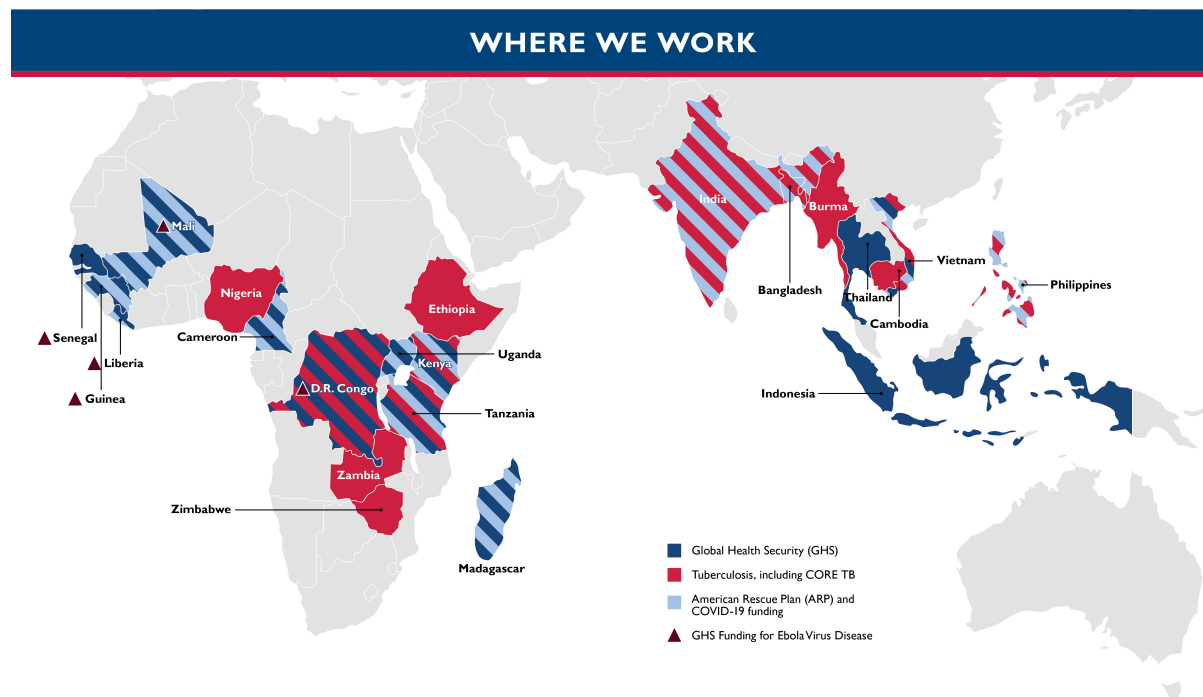 WHERE WE WORK
India
Burma
Mali
Vietnam
Nigeria
Bangladesh
Philippines
Thailand
Ethiopia
Cambodia
Senegal
Cameroon
Liberia
Uganda
Kenya
D.R. Congo
Guinea
Indonesia
Tanzania
Zambia
Zimbabwe
Madagascar
Global Health Security (GHS)
Tuberculosis, including CORE TB
American Rescue Plan (ARP) and
COVID-19 funding
GHS Funding for Ebola Virus Disease